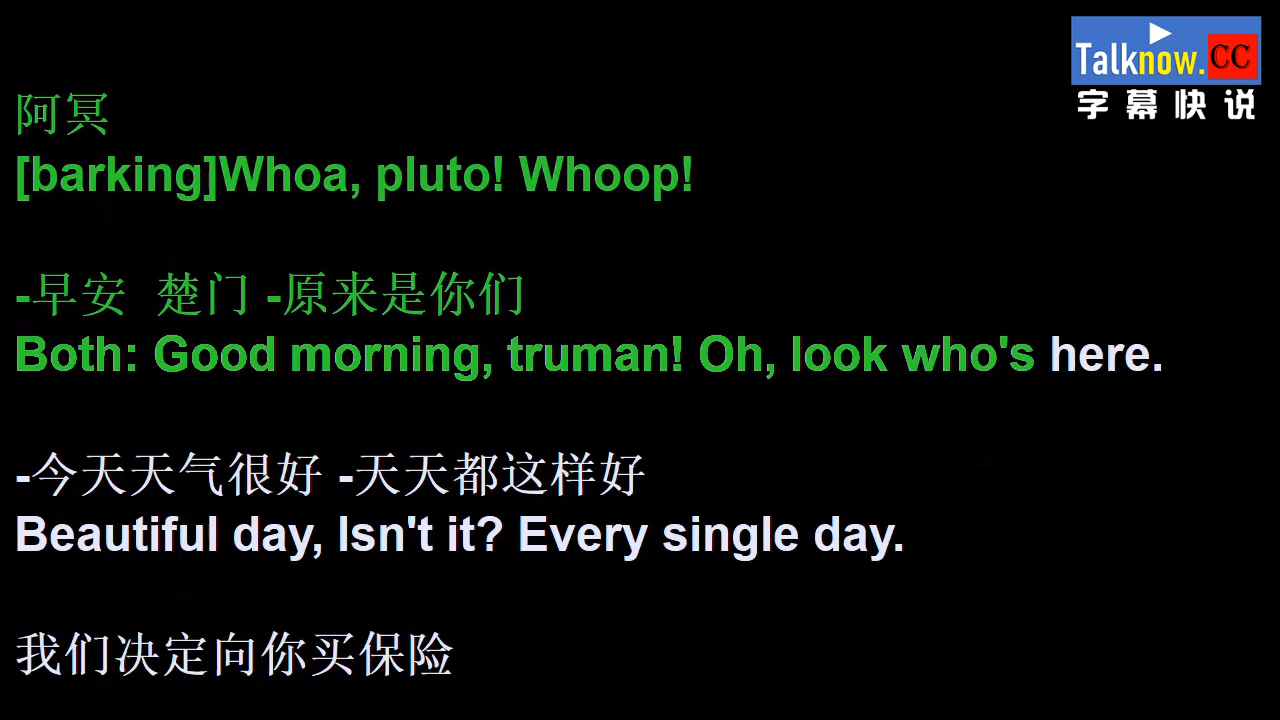 Talknow.CC
字幕快说
阿冥
[barking]Whoa, pluto! Whoop!
-早安 楚门 -原来是你们
Both: Good morning, truman! Oh, look who's here.
-今天天气很好 -天天都这样好
Beautiful day, Isn't it? Every single day.
我们决定向你买保险